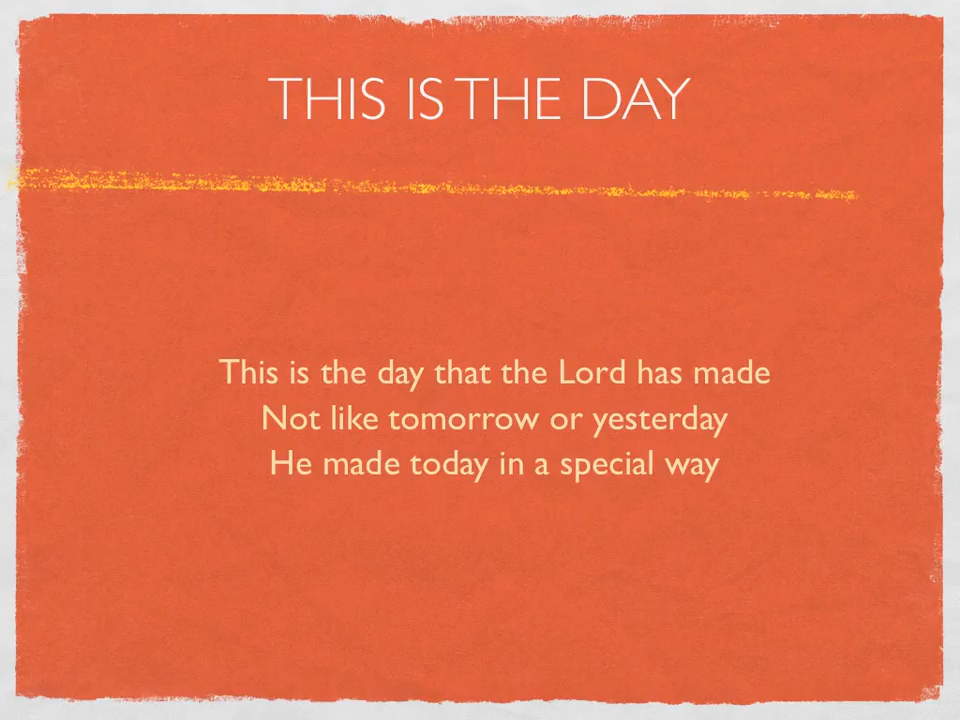 THIS IS THE DAY
This is the day that the Lord has made
Not like tomorrow or yesterday
He made today in a special way